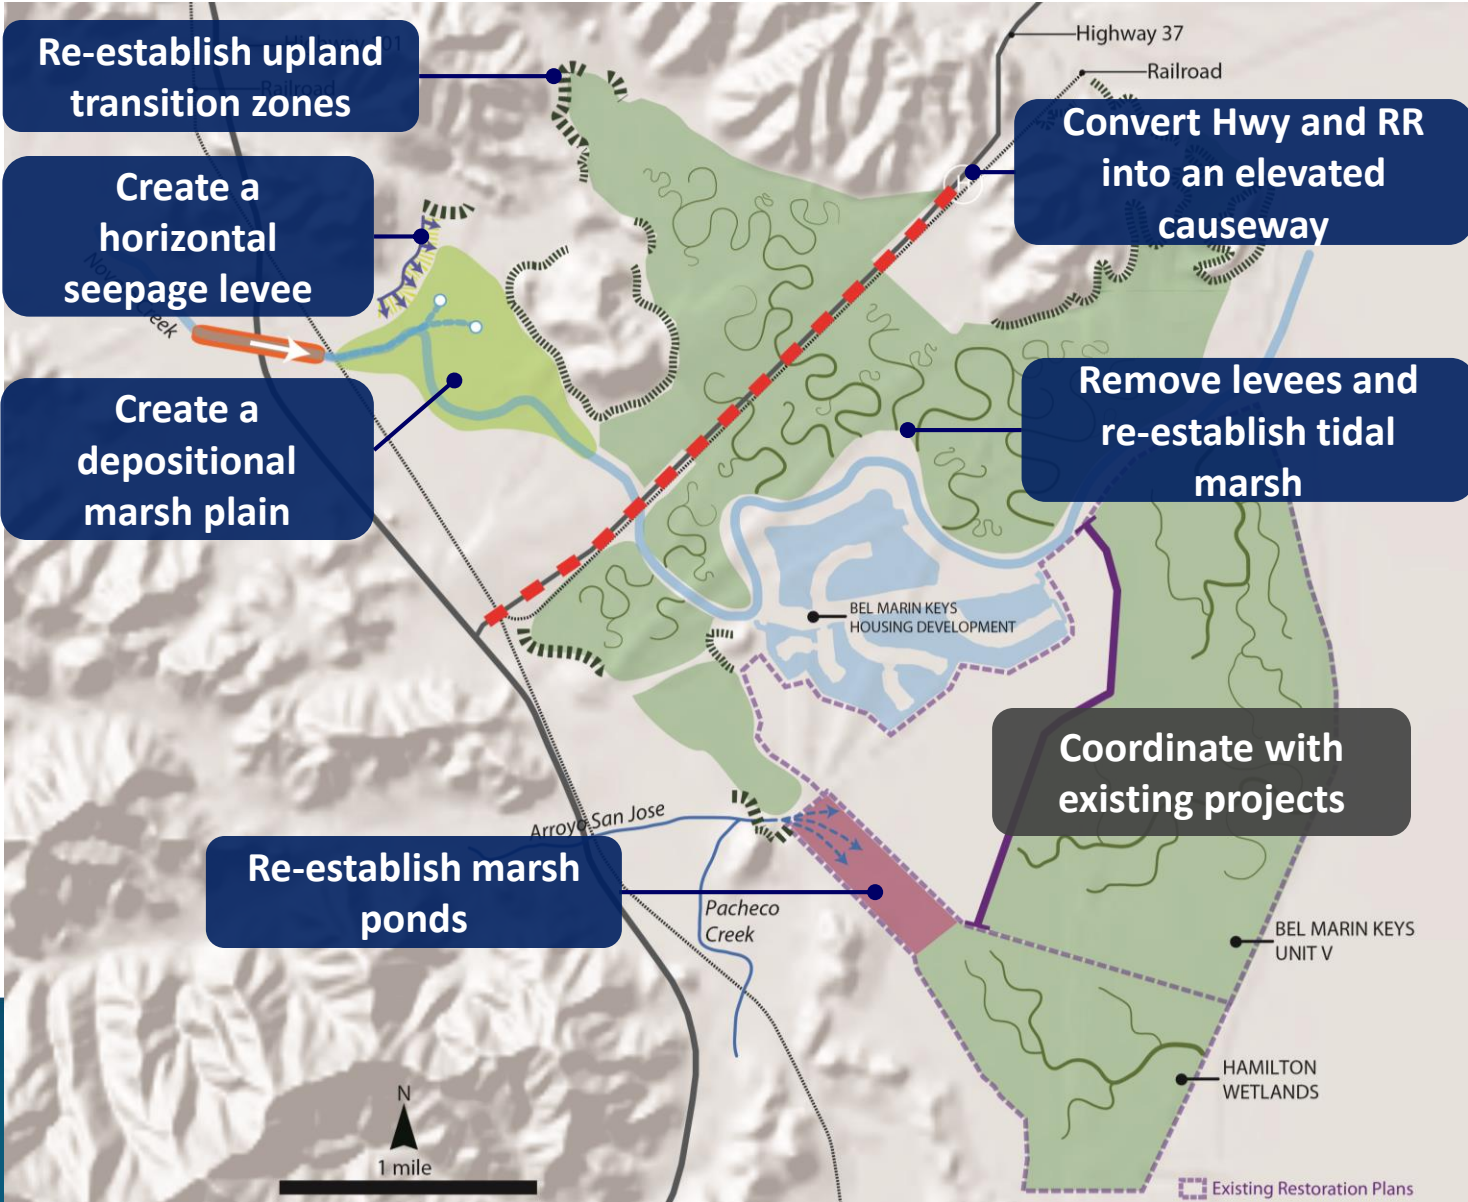 Highway 37
Railroad
Re-establish upland
transition zones
Convert Hwy and RR
into an elevated
causeway
Create a
horizontal
seepage levee
Creek
Remove levees and
re-establish tidal
marsh
Create a
depositional
marsh plain
BEL MARIN KEYS
HOUSING DEVELOPMENT
Coordinate with
existing projects
Arroyo San Jose
Re-establish marsh
ponds
Pacheco
Creek
BEL MARIN KEYS
UNIT V
HAMILTON
WETLANDS
N
1 mile
Existing Restoration Plans